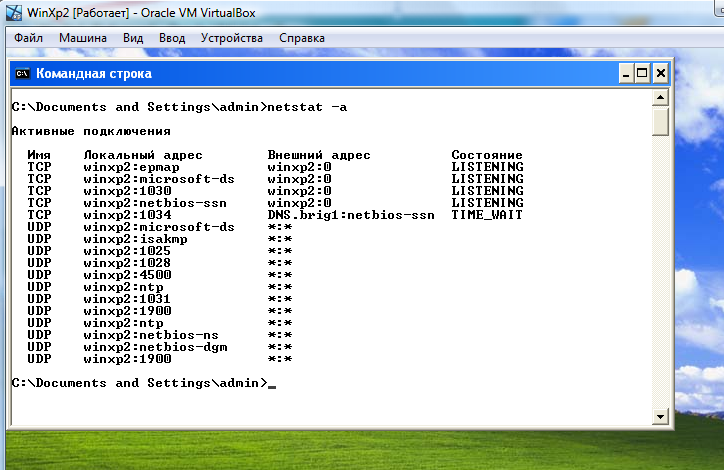 WinXp2 [Работает] - Oracle VM VirtualBox
Файл Машина Вид Ввод Устройства Справка
Командная строка
C:\Documents and Settings\admin>netstat -a
Активные подключения
Имя Локальный адрес Внешний адрес Состояние
TCP winxp2:epmap winxp2:0 LISTENING
TCP winxp2:microsoft-ds winxp2:0 LISTENING
TCP winxp2:1030 winxp2:0 LISTENING
TCP winxp2:netbios-ssn winxp2:0 LISTENING
TCP winxp2:1034 DNS.brig1:netbios-ssn TIME_WAIT
UDP winxp2:microsoft-ds *:*
UDP winxp2:isakmp *:*
UDP winxp2:1025 *:*
UDP winxp2:1028 *:*
UDP winxp2:4500 *:*
UDP winxp2:ntp *:*
UDP winxp2:1031 *:*
UDP winxp2:1900 *:*
UDP winxp2:ntp *:*
UDP winxp2:netbios-ns *:*
UDP winxp2:netbios-dgm *:*
UDP winxp2:1900 *:*
C:\Documents and Settings\admin>_